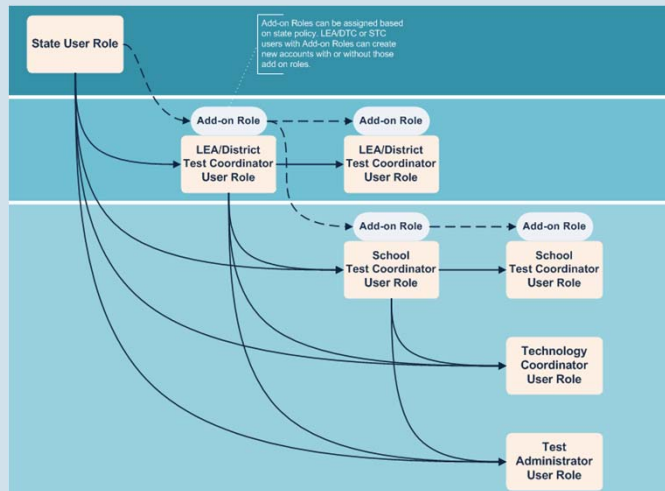 Add-on Roles can be assigned based
on state policy. LEA/DTC or STC
users with Add-on Roles can create
new accounts with or without those
add on roles.
State User Role
Add-on Role
Add-on Role
LEA/District
Test Coordinator
User Role
LEA/District
Test Coordinator
User Role
Add-on Role
Add-on Role
School
Test Coordinator
User Role
School
Test Coordinator
User Role
Technology
Coordinator
User Role
Test
Administrator
User Role